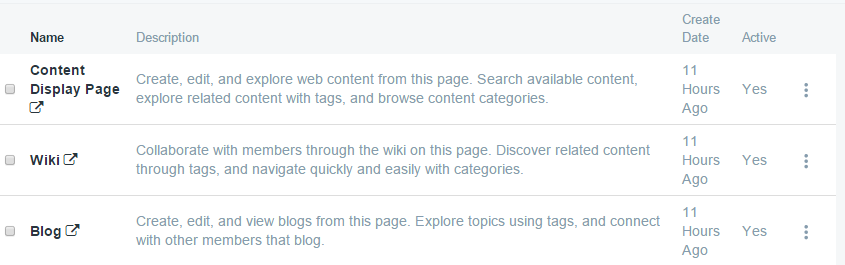 Name Description Create Date Active
Content Display Page Create, edit, and explore web content from this page. Search available content, 11 Hours Ago Yes
explore related content with tags, and browse content categories.
Wiki Collaborate with members through the wiki on this page. Discover related content 11 Hours Ago Yes
through tags, and navigate quickly and easily with categories.
Blog Create, edit, and view blogs from this page. Explore topics using tags, and connect 11 Hours Ago Yes
with other members that blog.